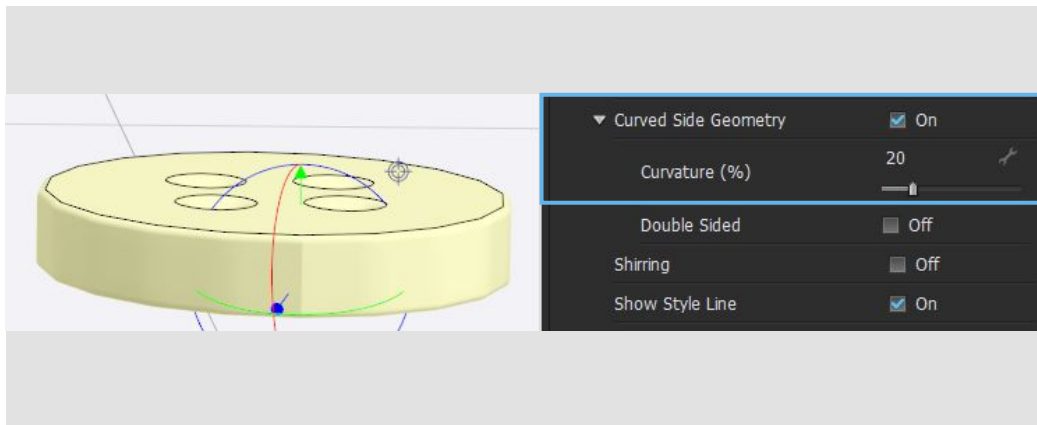 Curved Side Geometry On
Curvature (%) 20
Double Sided Off
Shirring Off
Show Style Line On